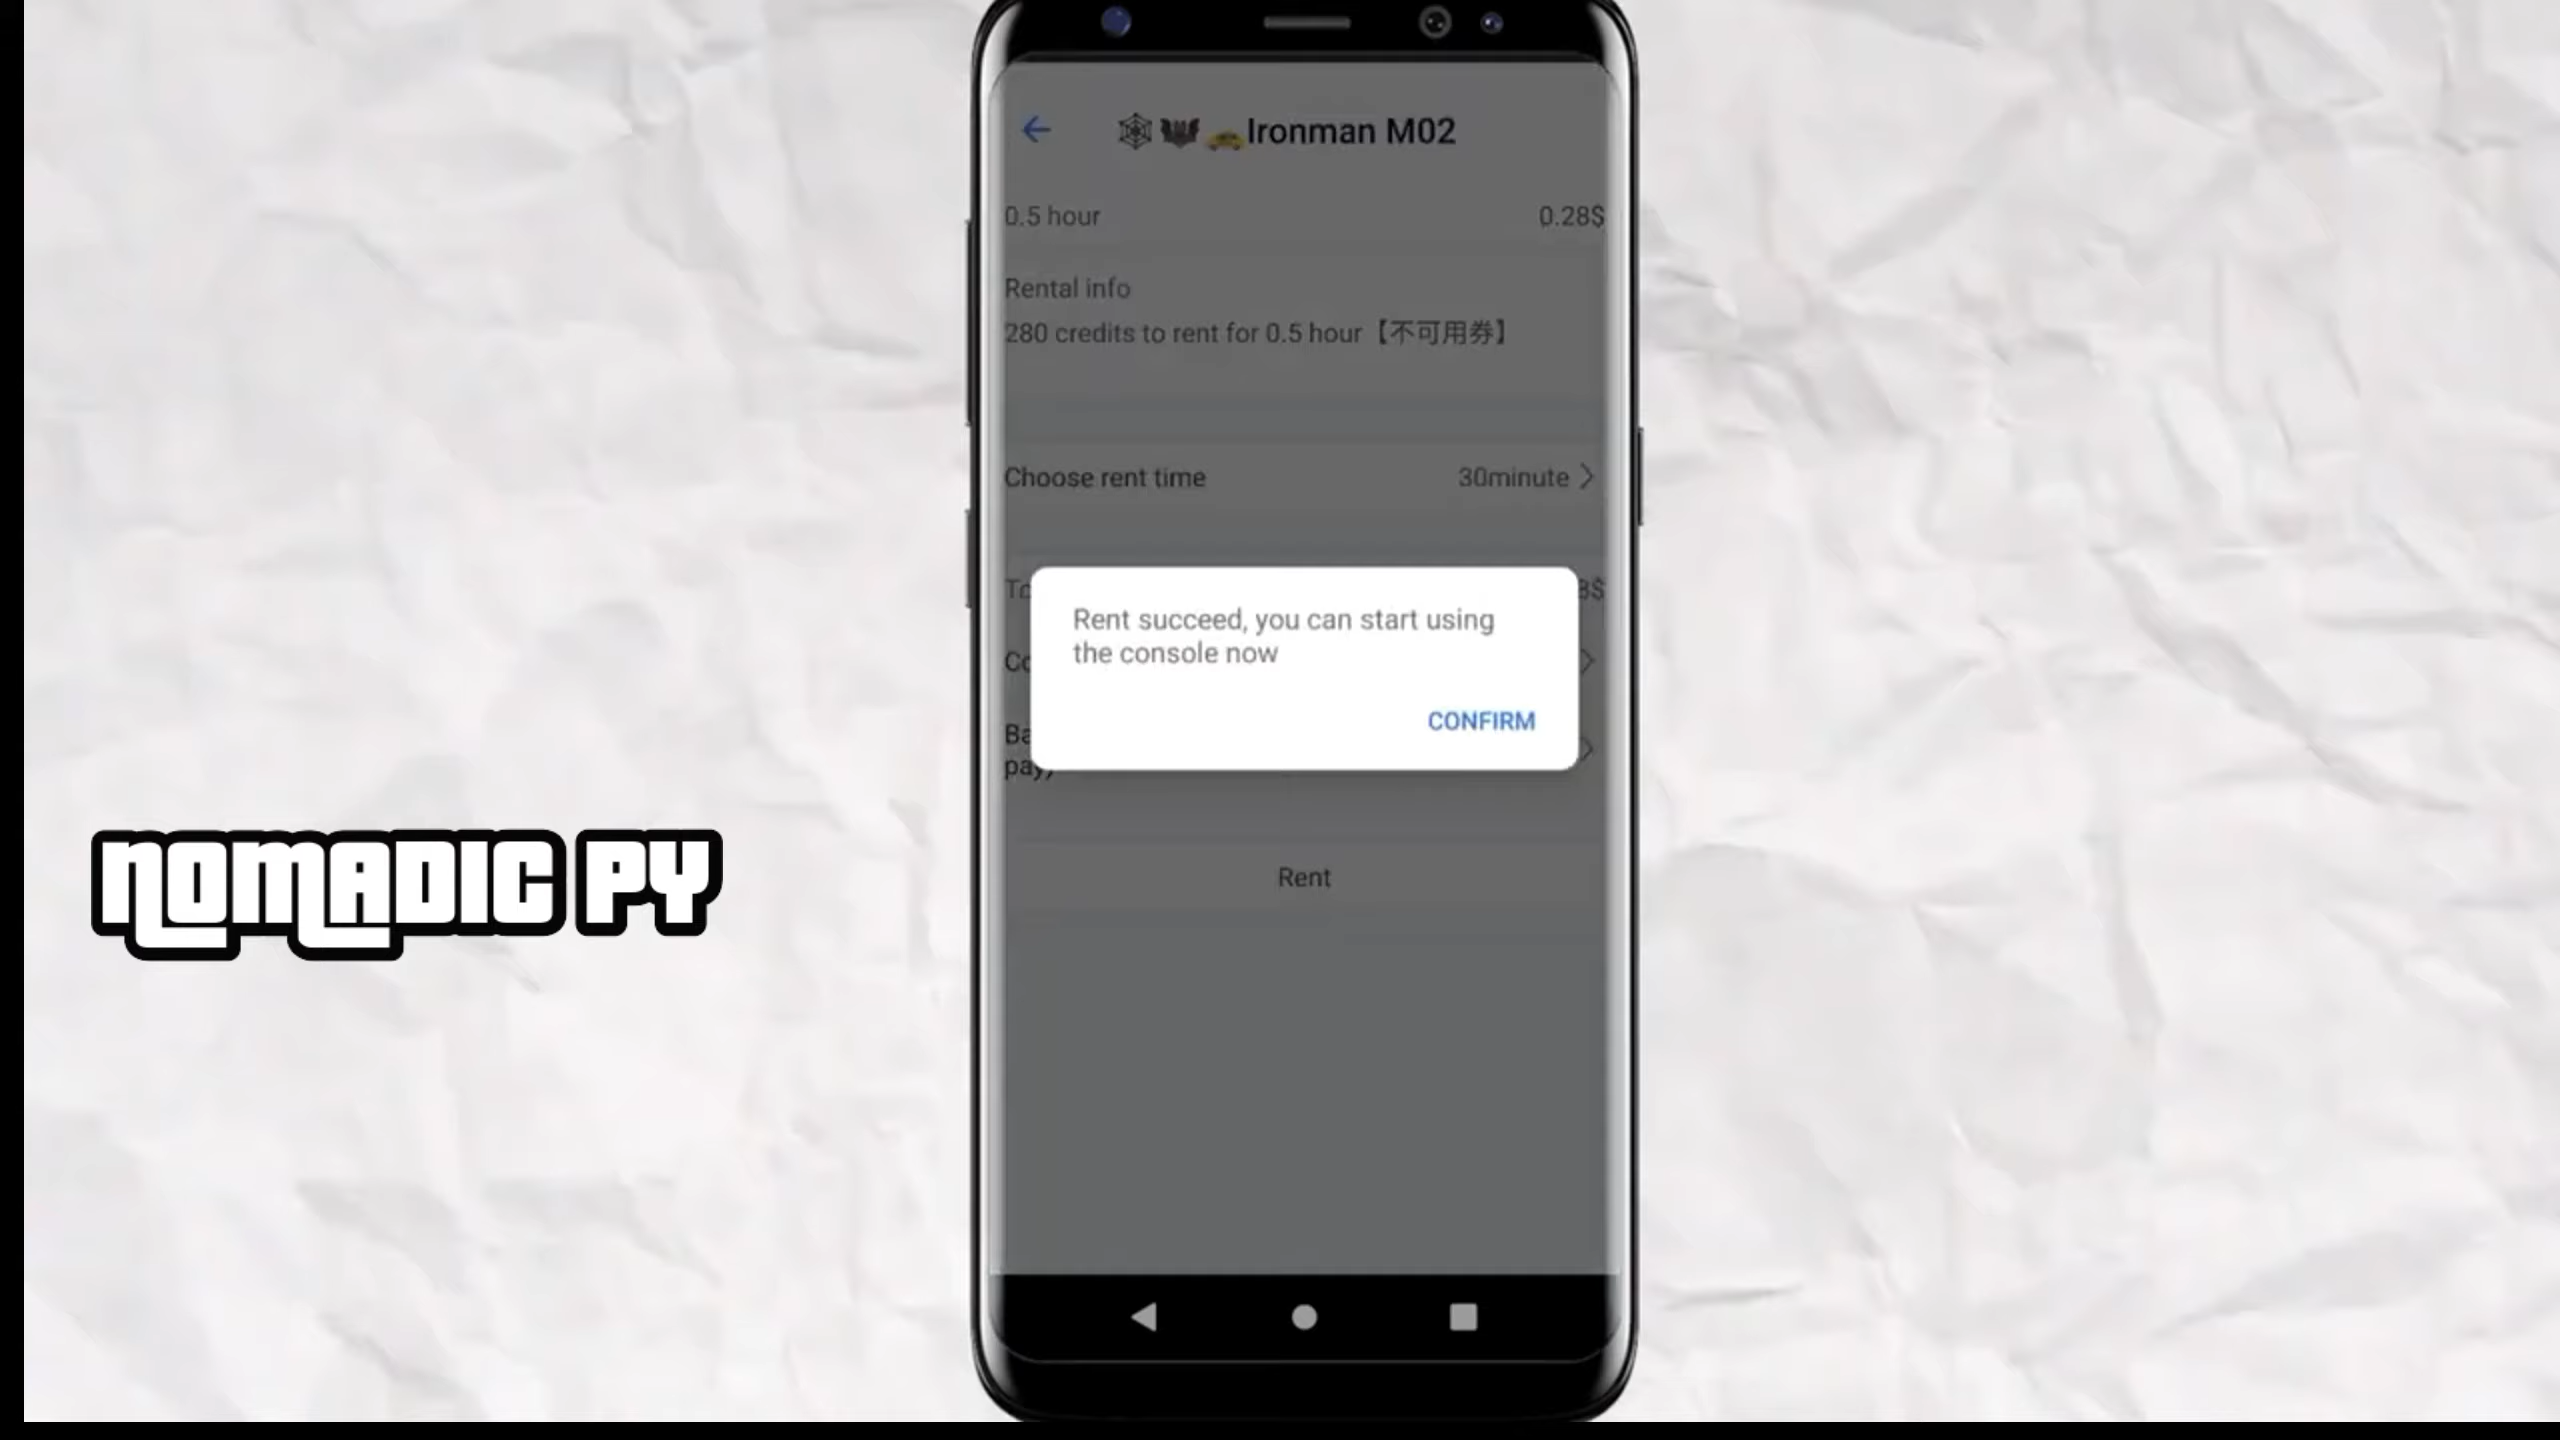 Ironman M02
0.5 hour 0.28$
Rental info
280 credits to rent for 0.5 hour【不可用券】
Choose rent time 30minute
Rent succeed, you can start using
the console now
CONFIRM
pay)
Rent
NOMADIC PY